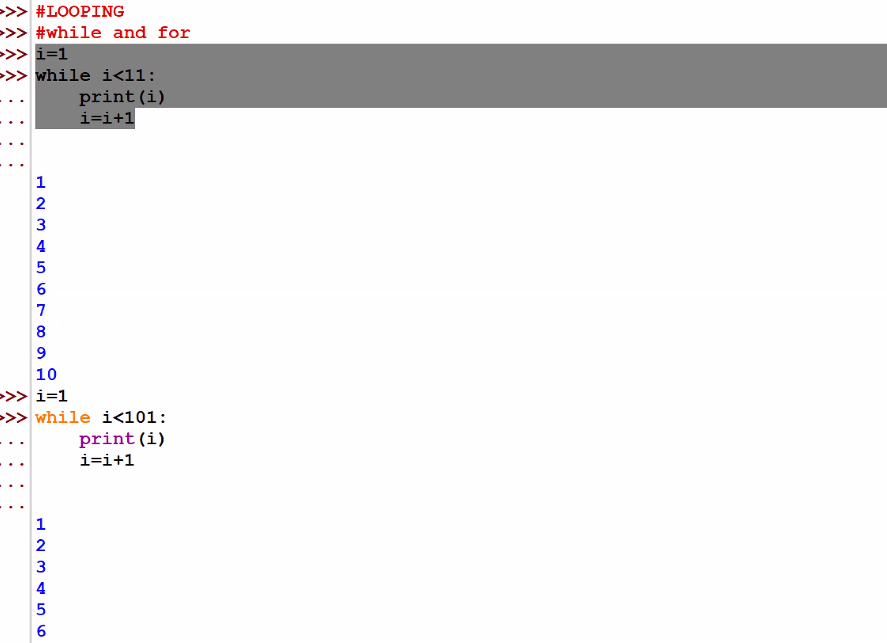 >>> #LOOPING
>>> #while and for
>>> i=1
>>> while i<11:
...     print(i)
...     i=i+1
...
...
1
2
3
4
5
6
7
8
9
10
>>> i=1
>>> while i<101:
...     print(i)
...     i=i+1
...
...
1
2
3
4
5
6